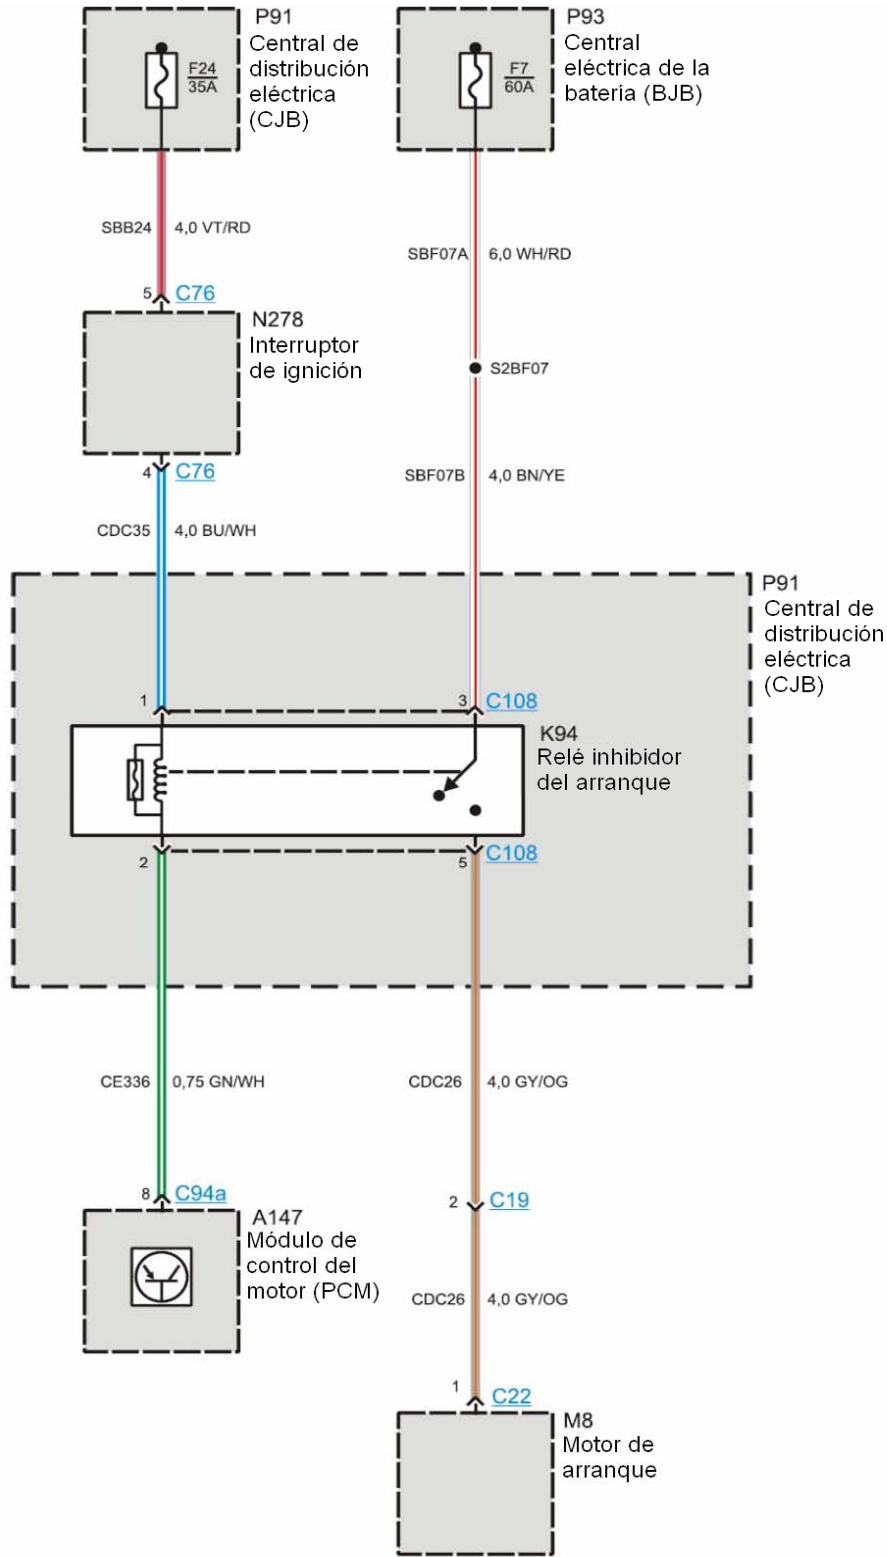 P91
Central de
distribución
eléctrica
(CJB)
F24
35A
P93
Central
eléctrica de la
batería (BJB)
F7
60A
SBB24 4,0 VT/RD
SBF07A 6,0 WH/RD
5 C76
N278
Interruptor
de ignición
S2BF07
4 C76
SBF07B 4,0 BN/YE
CDC35 4,0 BU/WH
P91
Central de
distribución
eléctrica
(CJB)
1
3 C108
K94
Relé inhibidor
del arranque
2
5 C108
CE336 0,75 GN/WH
CDC26 4,0 GY/OG
8 C94a
2 C19
A147
Módulo de
control del
motor (PCM)
CDC26 4,0 GY/OG
1 C22
M8
Motor de
arranque